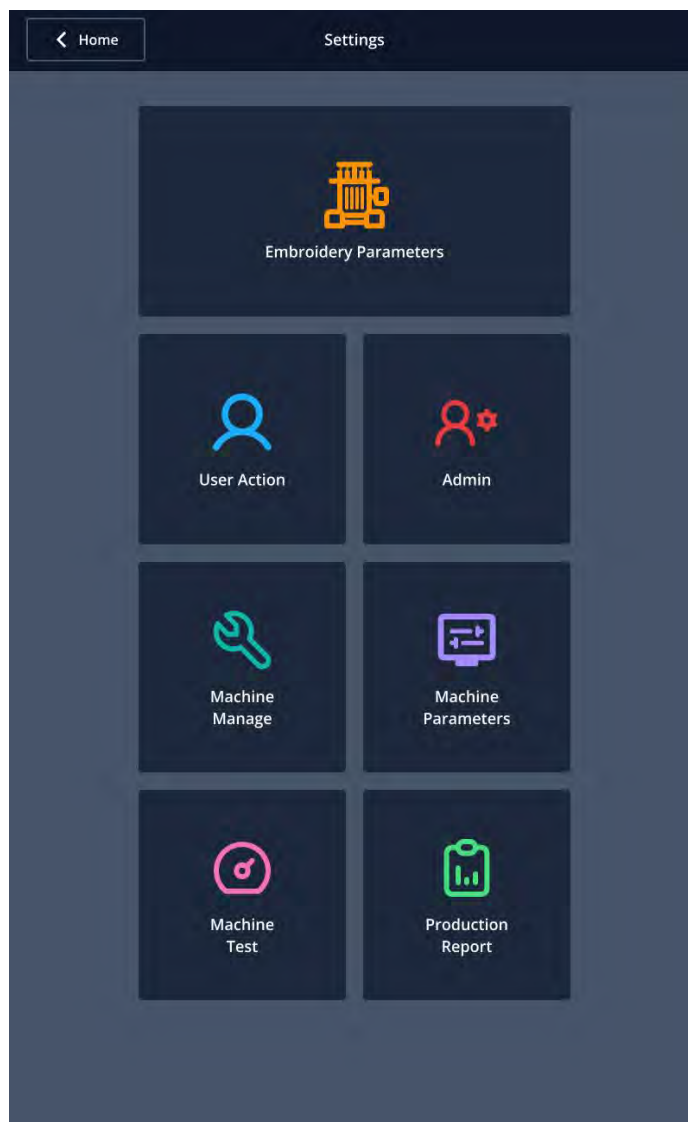 Home
Settings
Embroidery Parameters
User Action
Admin
Machine
Manage
Machine
Parameters
Machine
Test
Production
Report